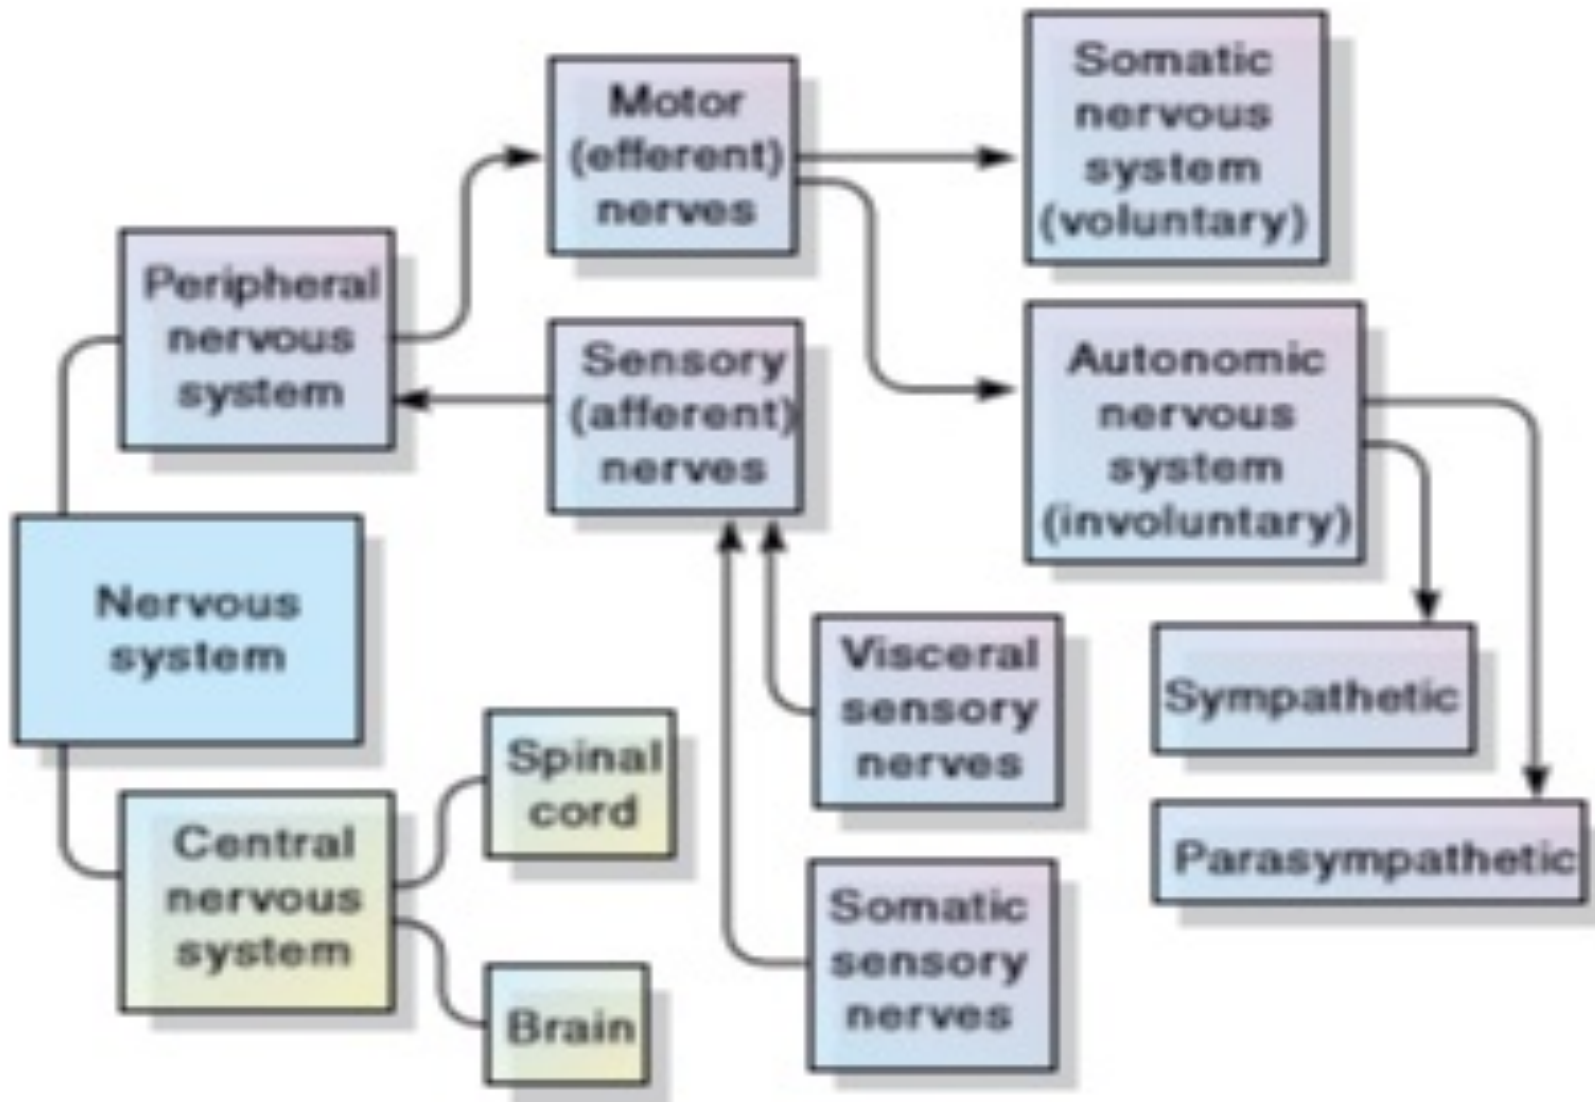 Somatic
nervous
system
(voluntary)
Motor
(efferent)
nerves
Peripheral
nervous
system
Sensory
(afferent)
nerves
Autonomic
nervous
system
(involuntary)
Nervous
system
Visceral
sensory
nerves
Sympathetic
Spinal
cord
Parasympathetic
Central
nervous
system
Somatic
sensory
nerves
Brain